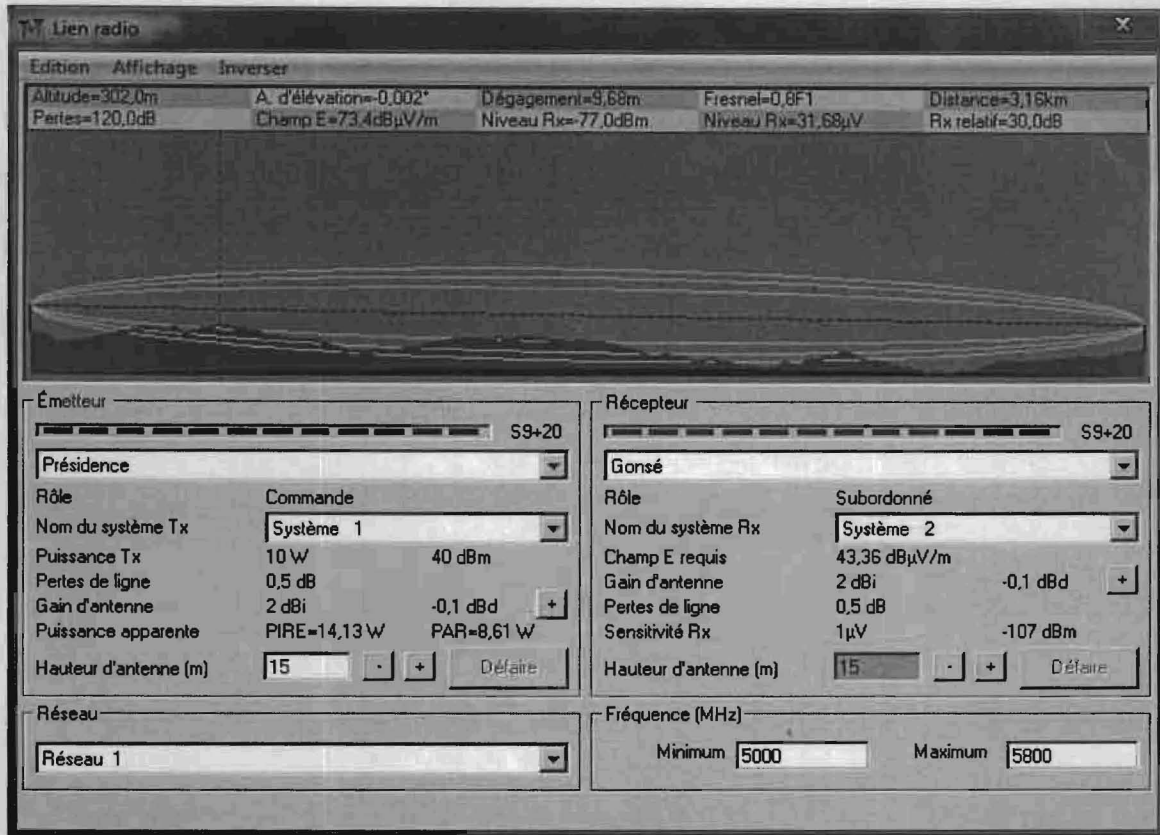 Lien radio
Edition Affichage Inverser
Altitude=302,0m A. d'élévation=-0,002° Dégagement=9,68m Fresnel=0,8F1 Distance=3,16km
Pertes=120,0dB Champ E=73,4dBµV/m Niveau Rx=-77,0dBm Niveau Rx=31,68µV Rx relatif=30,0dB
Émetteur
S9+20
Présidence
Rôle Commande
Nom du système Tx Système 1
Puissance Tx 10 W 40 dBm
Pertes de ligne 0,5 dB
Gain d'antenne 2 dBi -0,1 dBd +
Puissance apparente PIRE=14,13 W PAR=8,61 W
Hauteur d'antenne (m) 15 - + Défaire
Récepteur
S9+20
Gonsé
Rôle Subordonné
Nom du système Rx Système 2
Champ E requis 43,36 dBµV/m
Gain d'antenne 2 dBi -0,1 dBd +
Pertes de ligne 0,5 dB
Sensitivité Rx 1µV -107 dBm
Hauteur d'antenne (m) 15 - + Défaire
Réseau
Réseau 1
Fréquence (MHz)
Minimum 5000 Maximum 5800